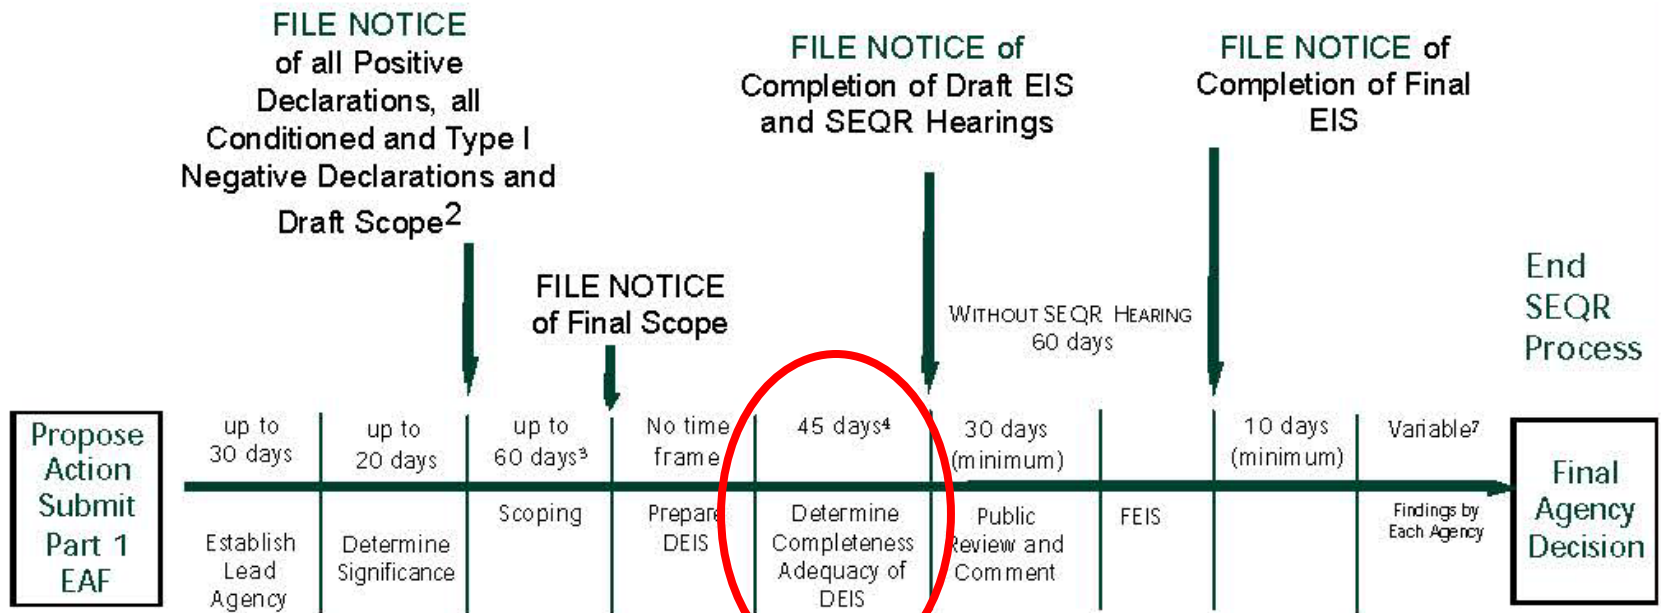 FILE NOTICE
of all Positive
Declarations, all
Conditioned and Type I
Negative Declarations and
Draft Scope²
FILE NOTICE
of Final Scope
FILE NOTICE of
Completion of Draft EIS
and SEQR Hearings
WITHOUT SEQR HEARING
60 days
FILE NOTICE of
Completion of Final
EIS
End
SEQR
Process
Propose
Action
Submit
Part 1
EAF
up to
30 days
Establish
Lead
Agency
up to
20 days
Determine
Significance
up to
60 days³
Scoping
No time
frame
Prepare
DEIS
45 days⁴
Determine
Completeness
Adequacy of
DEIS
30 days
(minimum)
Public
Review and
Comment
FEIS
10 days
(minimum)
Variable⁷
Findings by
Each Agency
Final
Agency
Decision